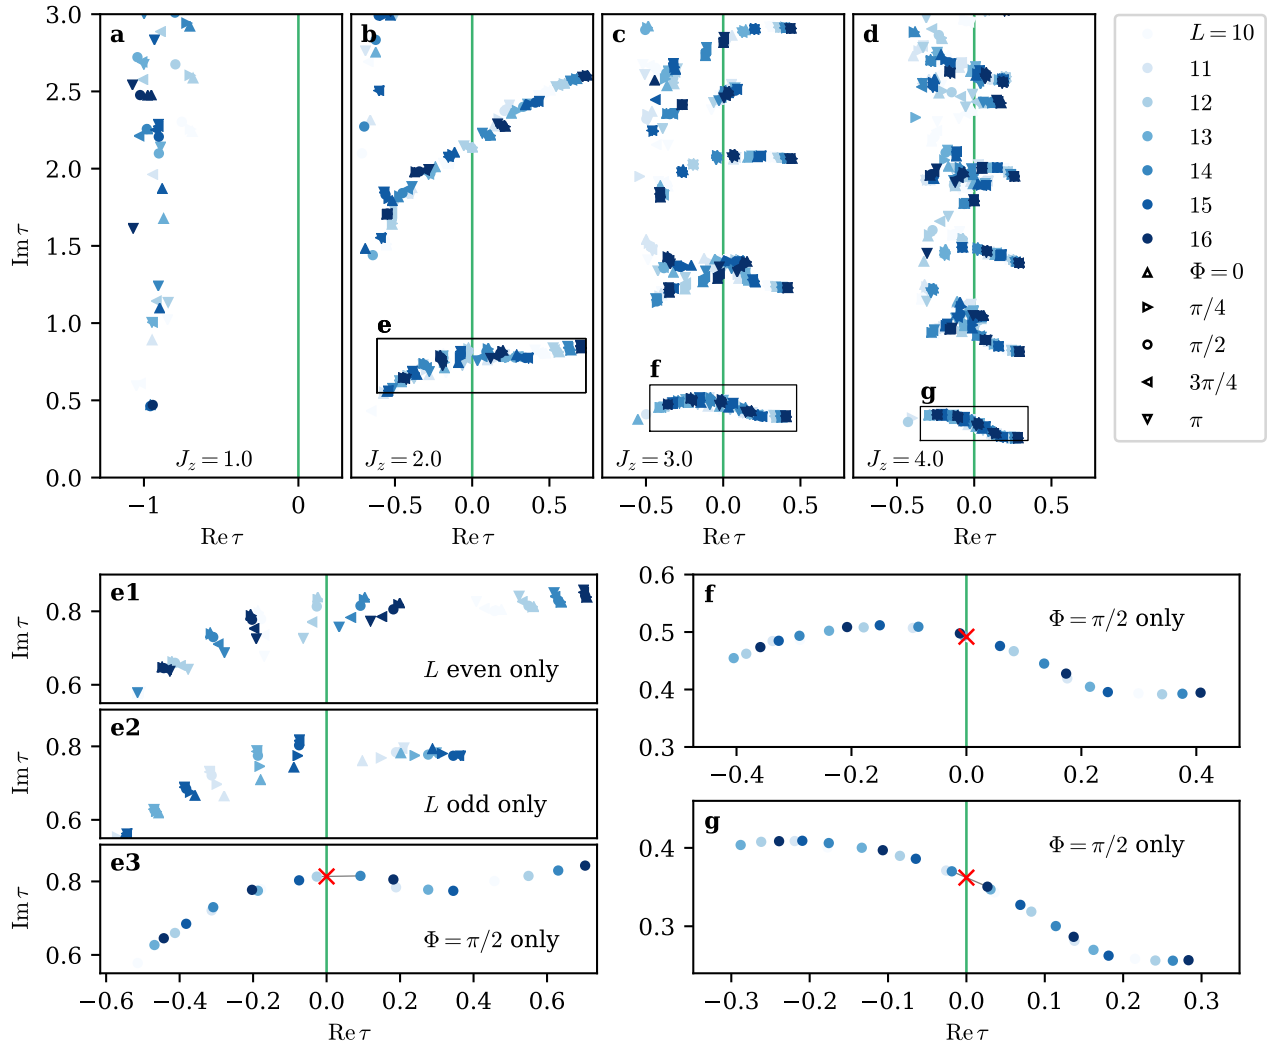 a
b
c
d
3.0
2.5
2.0
1.5
1.0
0.5
0.0
Im τ
J_z = 1.0
−1
0
Re τ
e
J_z = 2.0
−0.5
0.0
0.5
Re τ
f
J_z = 3.0
−0.5
0.0
0.5
Re τ
g
J_z = 4.0
−0.5
0.0
0.5
Re τ
L = 10
11
12
13
14
15
16
Φ = 0
π/4
π/2
3π/4
π
e1
0.8
0.6
Im τ
L even only
e2
0.8
0.6
Im τ
L odd only
e3
0.8
0.6
Im τ
Φ = π/2 only
−0.6 −0.4 −0.2 0.0 0.2 0.4 0.6
Re τ
f
Φ = π/2 only
0.6
0.5
0.4
0.3
−0.4 −0.2 0.0 0.2 0.4
g
Φ = π/2 only
0.4
0.3
−0.3 −0.2 −0.1 0.0 0.1 0.2 0.3
Re τ